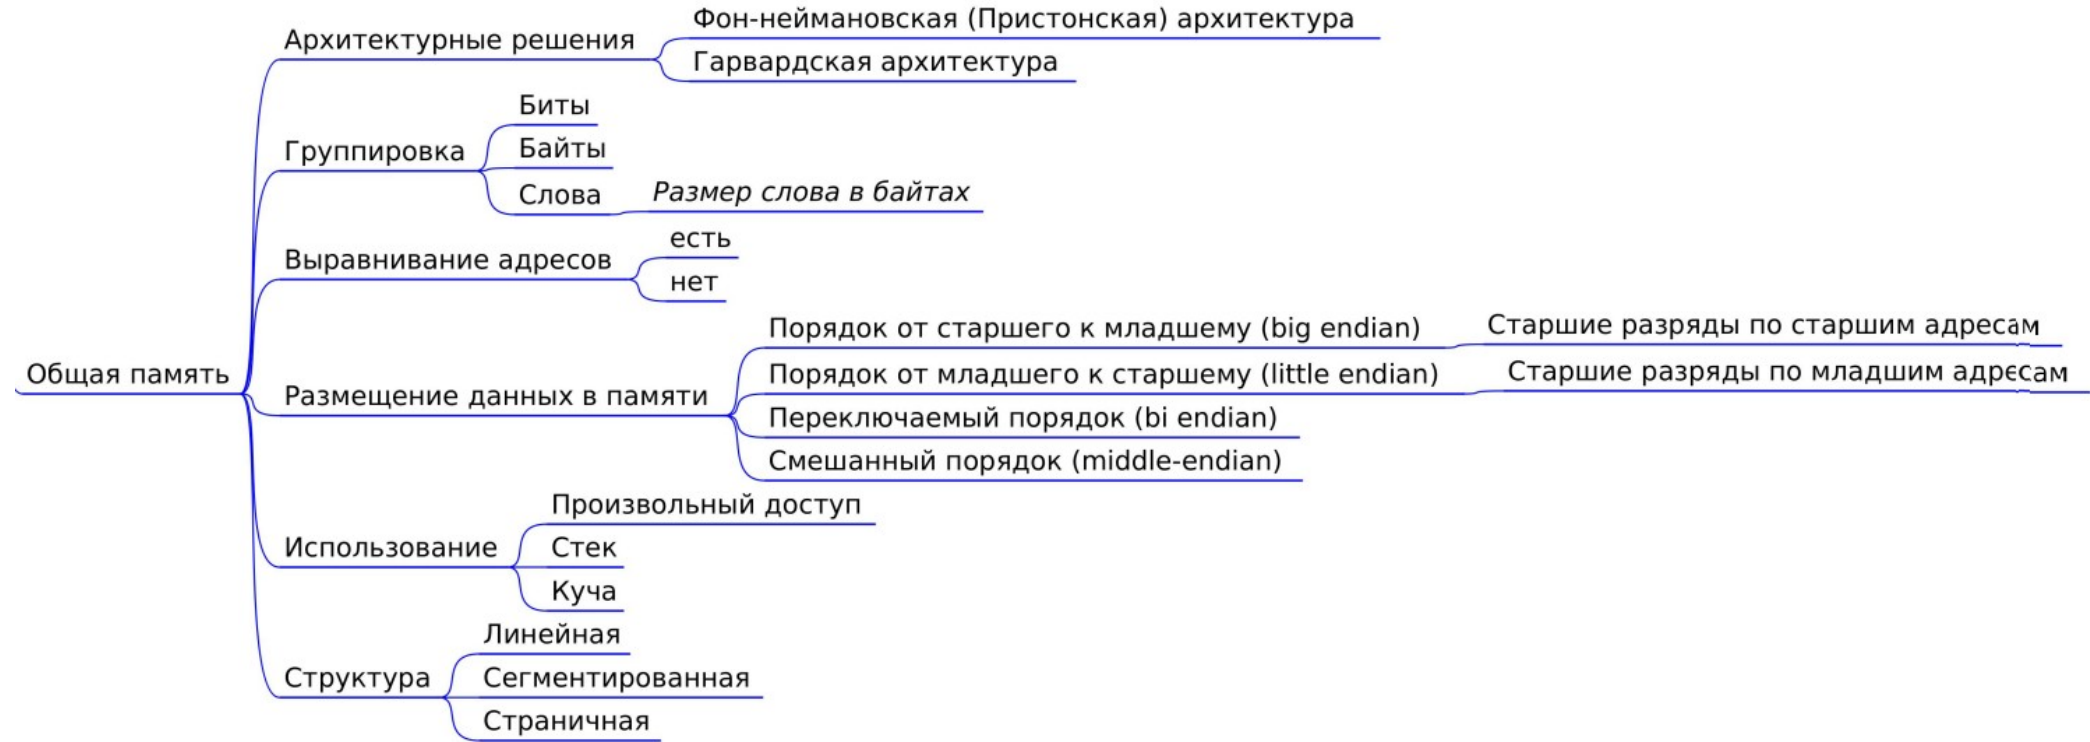 Общая память
Архитектурные решения
Фон-неймановская (Пристонская) архитектура
Гарвардская архитектура
Группировка
Биты
Байты
Слова
Размер слова в байтах
Выравнивание адресов
есть
нет
Размещение данных в памяти
Порядок от старшего к младшему (big endian)
Старшие разряды по старшим адресам
Порядок от младшего к старшему (little endian)
Старшие разряды по младшим адресам
Переключаемый порядок (bi endian)
Смешанный порядок (middle-endian)
Использование
Произвольный доступ
Стек
Куча
Структура
Линейная
Сегментированная
Страничная